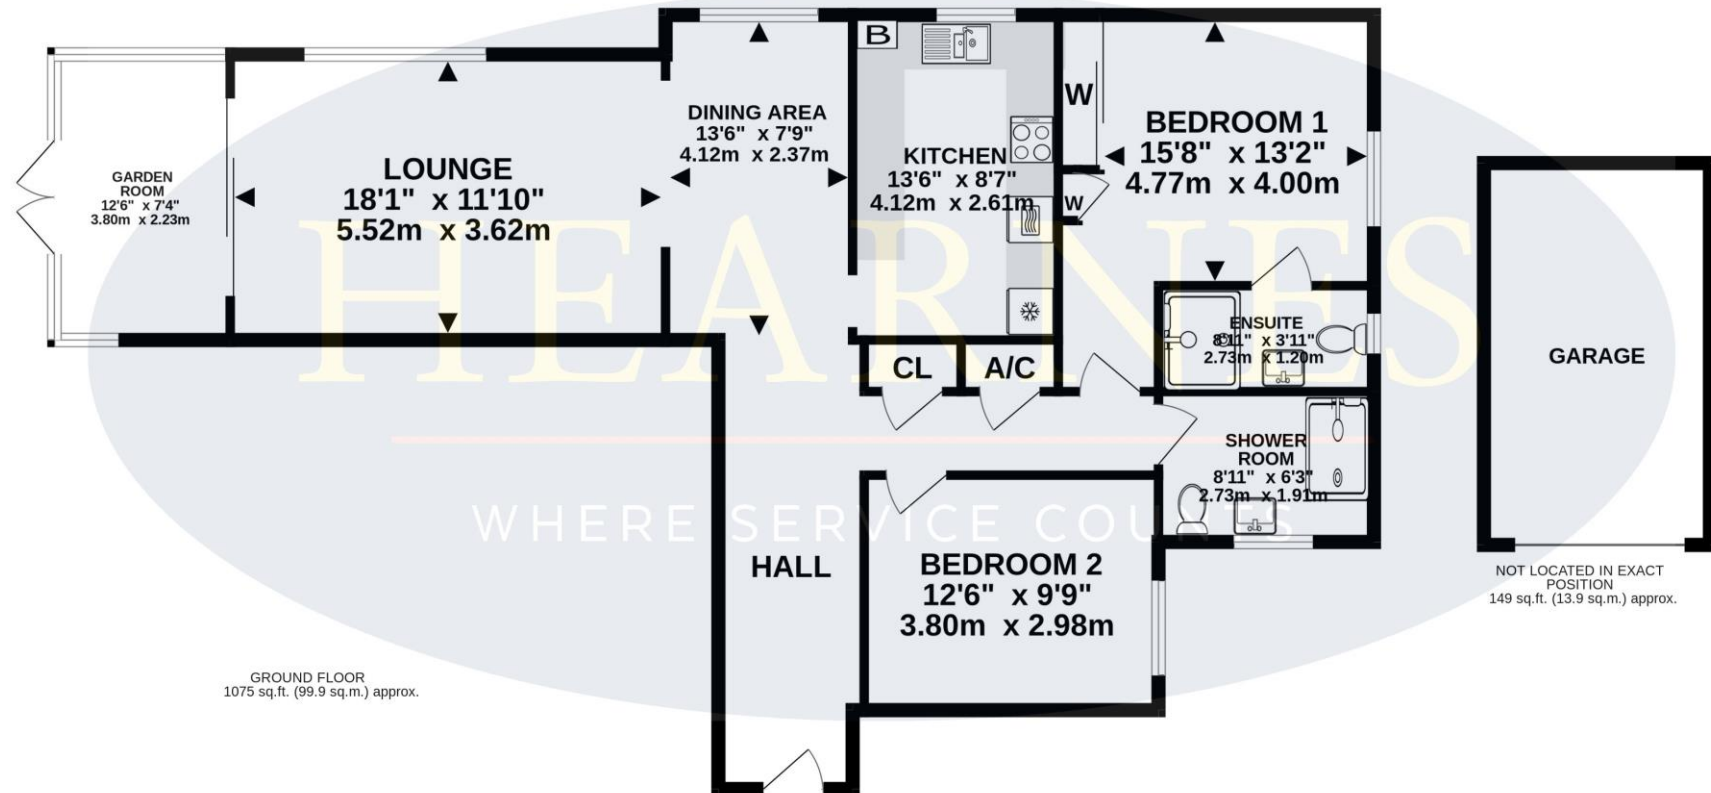 GARDEN
ROOM
12'6" x 7'4"
3.80m x 2.23m
LOUNGE
18'1" x 11'10"
5.52m x 3.62m
DINING AREA
13'6" x 7'9"
4.12m x 2.37m
B
KITCHEN
13'6" x 8'7"
4.12m x 2.61m
W
W
BEDROOM 1
15'8" x 13'2"
4.77m x 4.00m
ENSUITE
8'11" x 3'11"
2.73m x 1.20m
CL
A/C
SHOWER
ROOM
8'11" x 6'3"
2.73m x 1.91m
HALL
BEDROOM 2
12'6" x 9'9"
3.80m x 2.98m
GARAGE
NOT LOCATED IN EXACT
POSITION
149 sq.ft. (13.9 sq.m.) approx.
GROUND FLOOR
1075 sq.ft. (99.9 sq.m.) approx.
HEARNES
WHERE SERVICE COUNTS